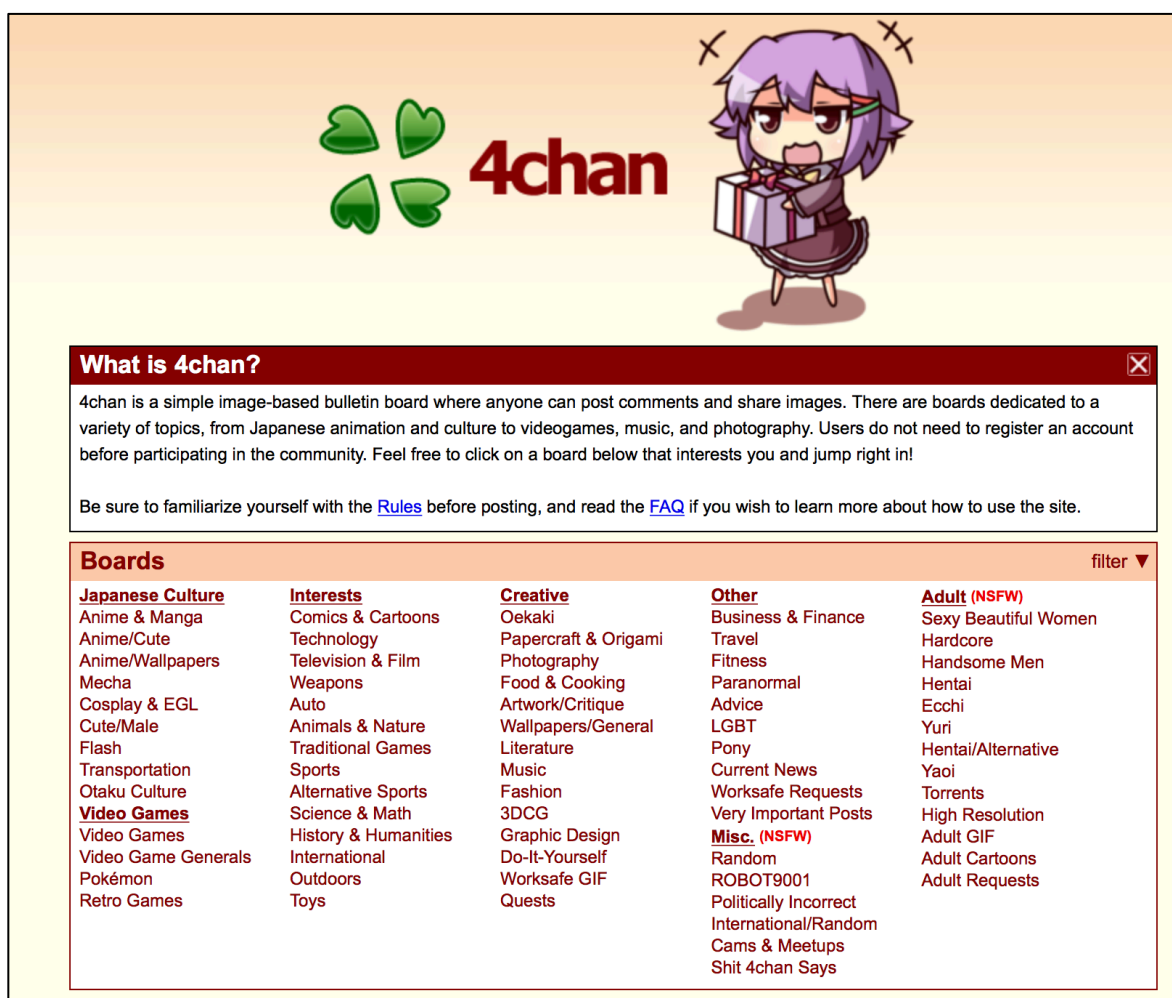 4chan
What is 4chan?
4chan is a simple image-based bulletin board where anyone can post comments and share images. There are boards dedicated to a
variety of topics, from Japanese animation and culture to videogames, music, and photography. Users do not need to register an account
before participating in the community. Feel free to click on a board below that interests you and jump right in!
Be sure to familiarize yourself with the Rules before posting, and read the FAQ if you wish to learn more about how to use the site.
Boards
filter ▼
Japanese Culture
Anime & Manga
Anime/Cute
Anime/Wallpapers
Mecha
Cosplay & EGL
Cute/Male
Flash
Transportation
Otaku Culture
Video Games
Video Games
Video Game Generals
Pokémon
Retro Games
Interests
Comics & Cartoons
Technology
Television & Film
Weapons
Auto
Animals & Nature
Traditional Games
Sports
Alternative Sports
Science & Math
History & Humanities
International
Outdoors
Toys
Creative
Oekaki
Papercraft & Origami
Photography
Food & Cooking
Artwork/Critique
Wallpapers/General
Literature
Music
Fashion
3DCG
Graphic Design
Do-It-Yourself
Worksafe GIF
Quests
Other
Business & Finance
Travel
Fitness
Paranormal
Advice
LGBT
Pony
Current News
Worksafe Requests
Very Important Posts
Misc. (NSFW)
Random
ROBOT9001
Politically Incorrect
International/Random
Cams & Meetups
Shit 4chan Says
Adult (NSFW)
Sexy Beautiful Women
Hardcore
Handsome Men
Hentai
Ecchi
Yuri
Hentai/Alternative
Yaoi
Torrents
High Resolution
Adult GIF
Adult Cartoons
Adult Requests